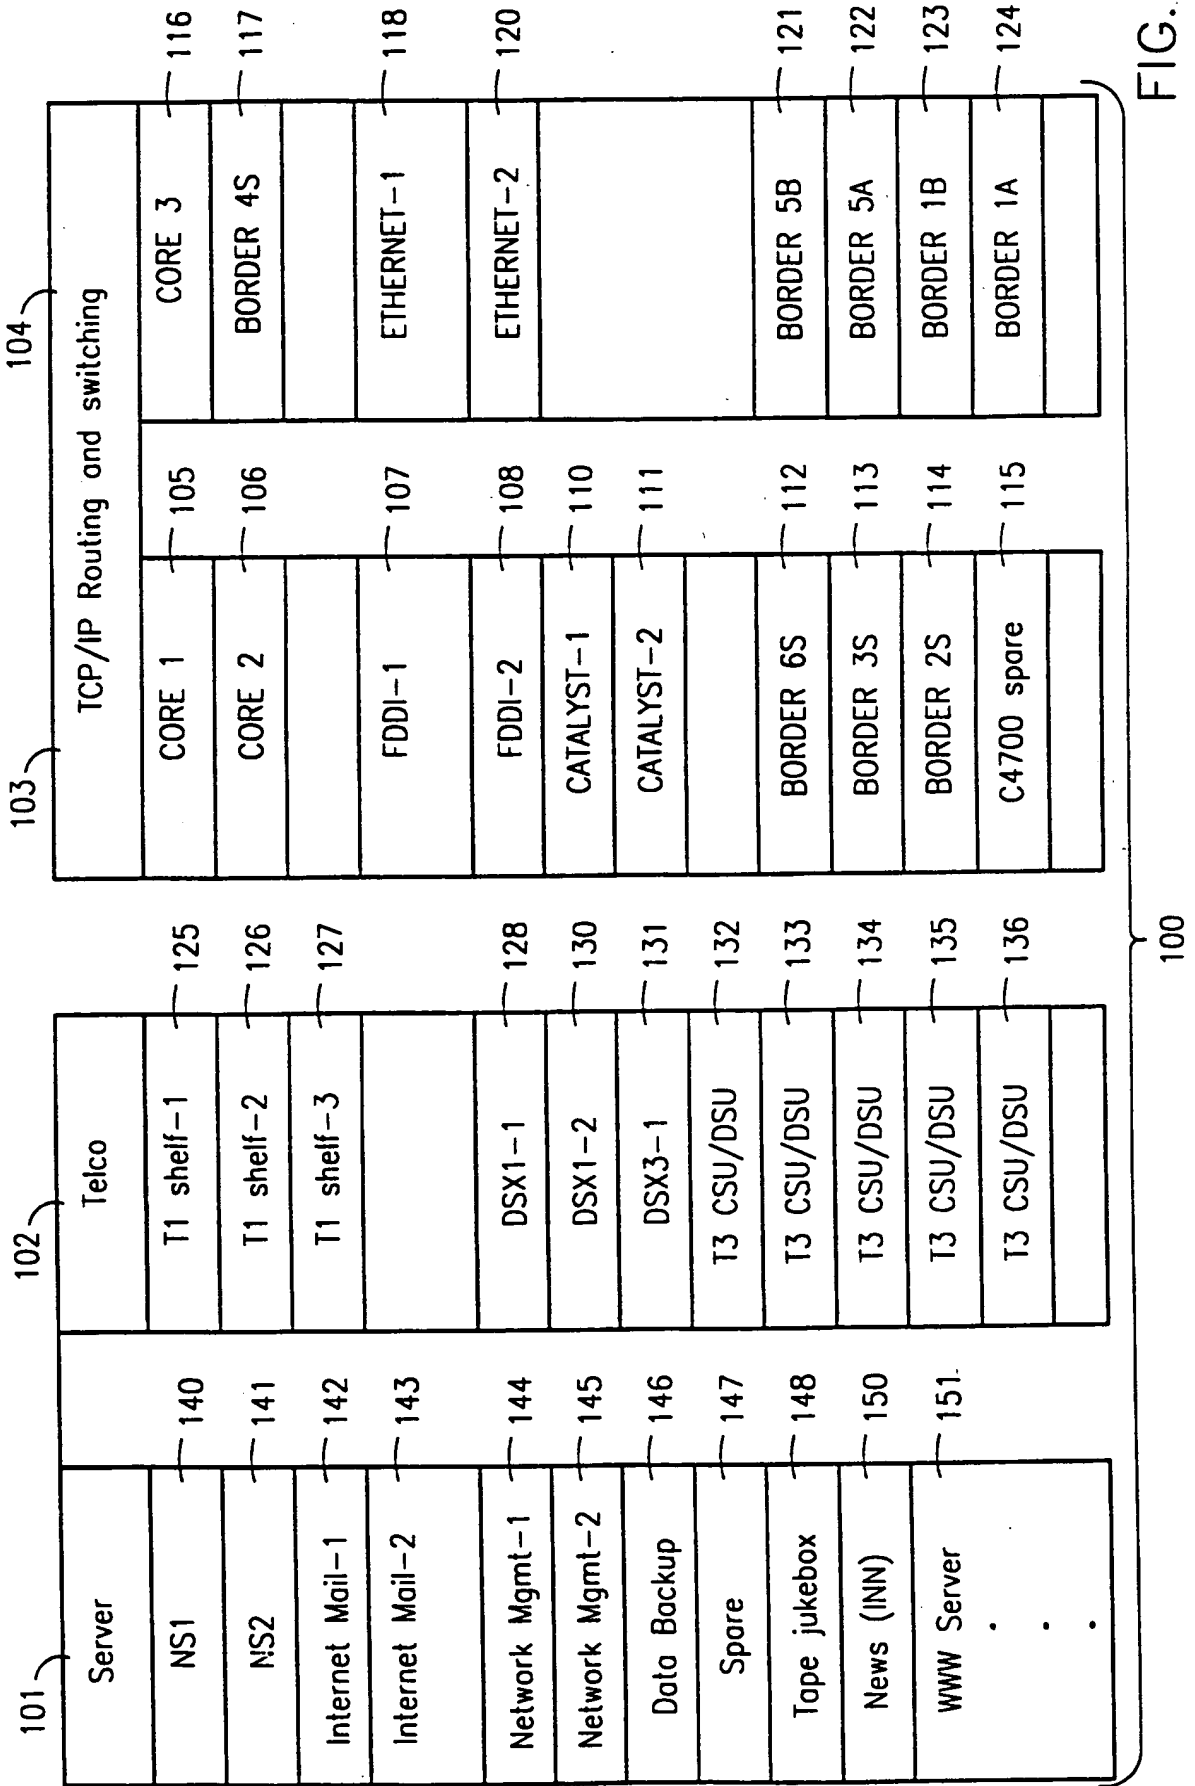 101
Server
NS1 140
NS2 141
Internet Mail-1 142
Internet Mail-2 143
Network Mgmt-1 144
Network Mgmt-2 145
Data Backup 146
Spare 147
Tape jukebox 148
News (INN) 150
WWW Server 151
102
Telco
T1 shelf-1 125
T1 shelf-2 126
T1 shelf-3 127
DSX1-1 128
DSX1-2 130
DSX3-1 131
T3 CSU/DSU 132
T3 CSU/DSU 133
T3 CSU/DSU 134
T3 CSU/DSU 135
T3 CSU/DSU 136
103 104
TCP/IP Routing and switching
CORE 1 105
CORE 2 106
FDDI-1 107
FDDI-2 108
CATALYST-1 110
CATALYST-2 111
BORDER 6S 112
BORDER 3S 113
BORDER 2S 114
C4700 spare 115
CORE 3 116
BORDER 4S 117
ETHERNET-1 118
ETHERNET-2 120
BORDER 5B 121
BORDER 5A 122
BORDER 1B 123
BORDER 1A 124
100
FIG.